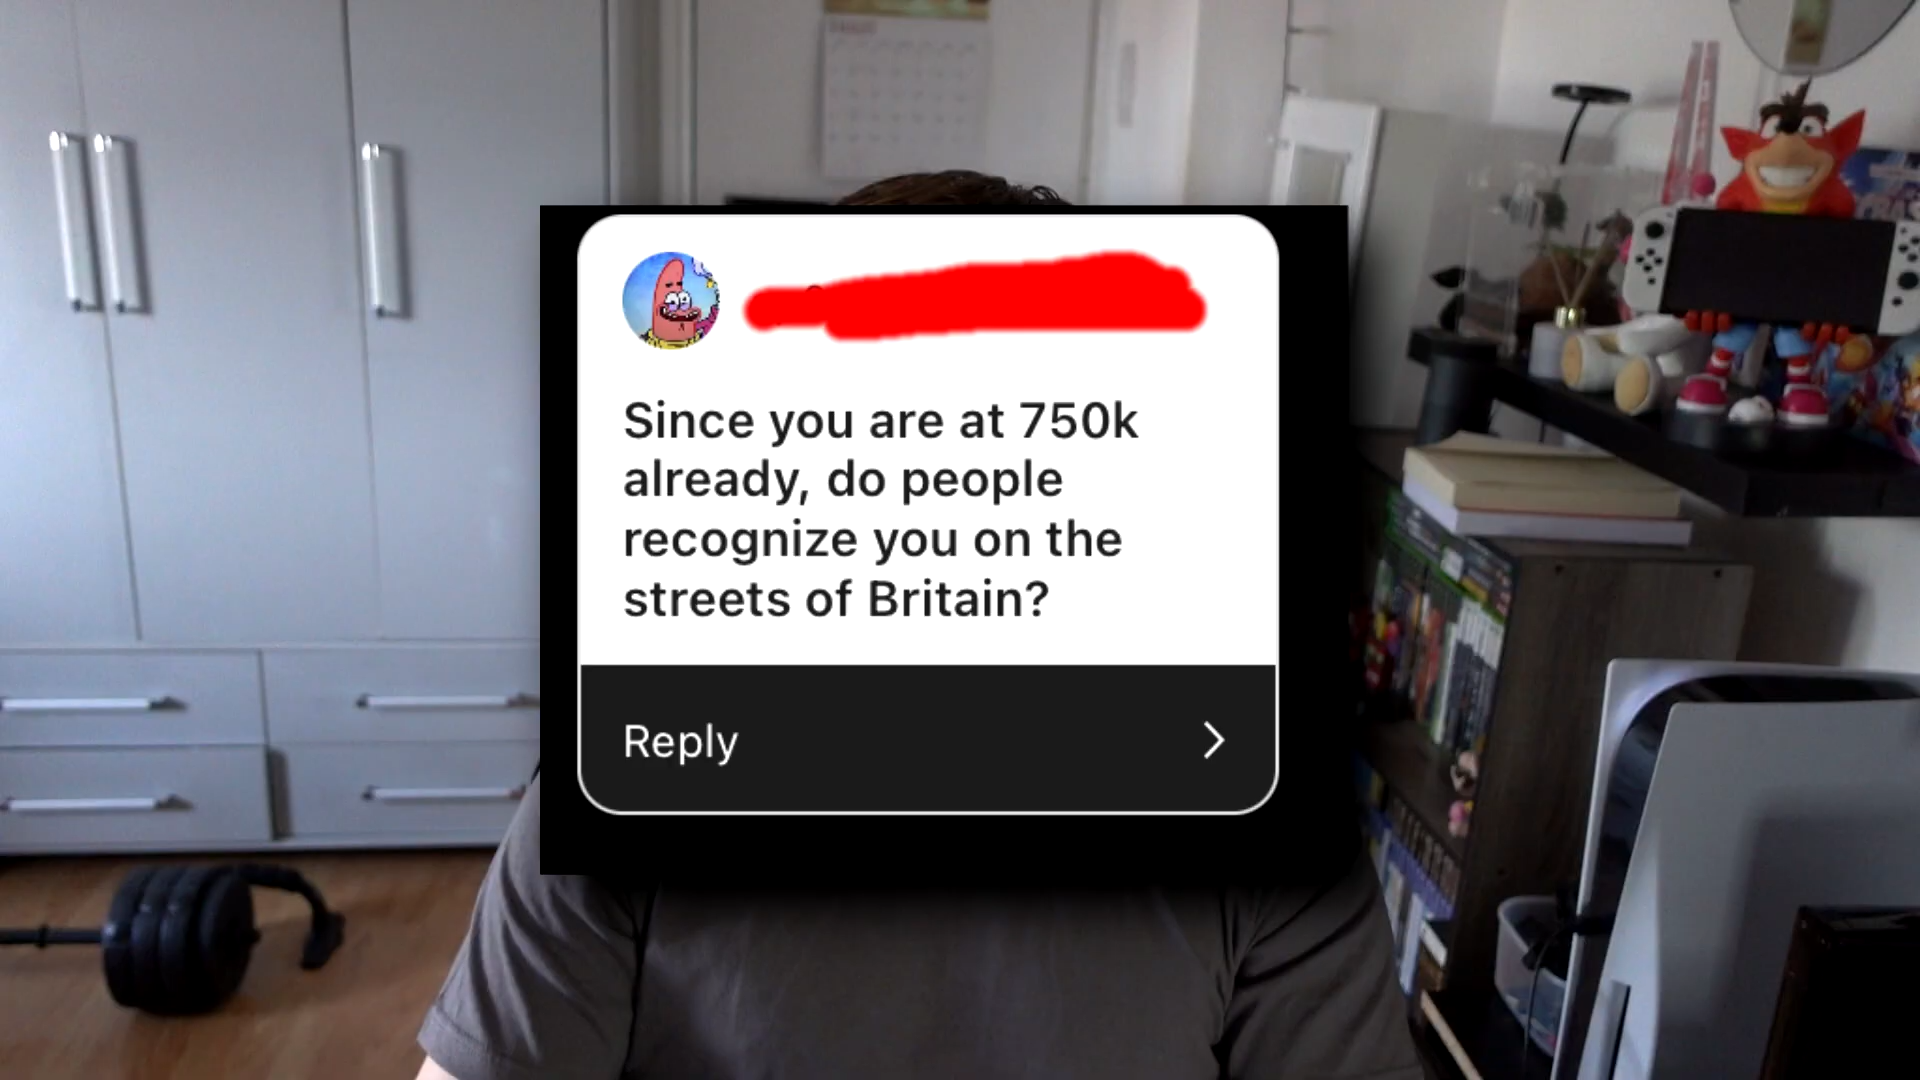 Since you are at 750k
already, do people
recognize you on the
streets of Britain?
Reply